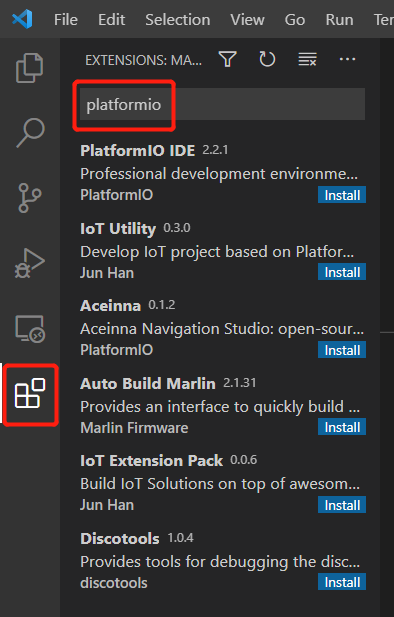 File Edit Selection View Go Run Ter
EXTENSIONS: MA...
platformio
PlatformIO IDE 2.2.1
Professional development environme...
PlatformIO Install
IoT Utility 0.3.0
Develop IoT project based on Platfor...
Jun Han Install
Aceinna 0.1.2
Aceinna Navigation Studio: open-sour...
PlatformIO Install
Auto Build Marlin 2.1.31
Provides an interface to quickly build ...
Marlin Firmware Install
IoT Extension Pack 0.0.6
Build IoT Solutions on top of awesom...
Jun Han Install
Discotools 1.0.4
Provides tools for debugging the disc...
discotools Install